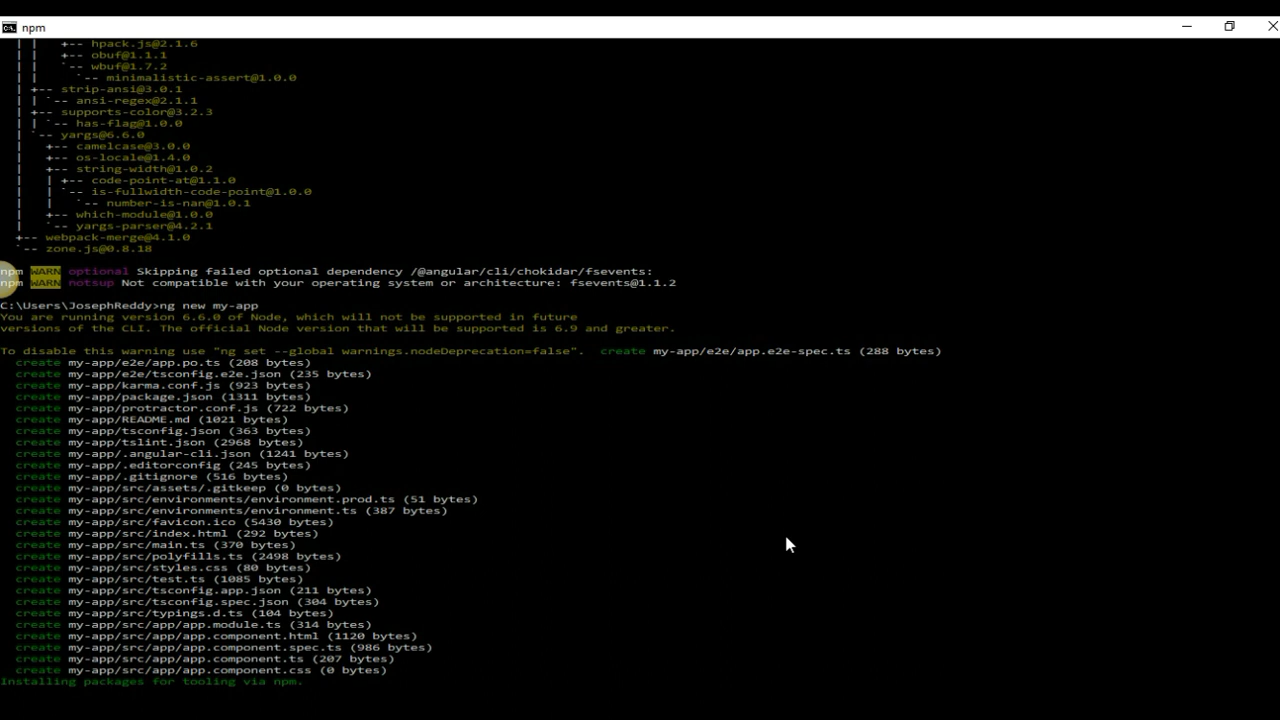 npm
| |   +-- hpack.js@2.1.6
| |   +-- obuf@1.1.1
| |   `-- wbuf@1.7.2
| |     `-- minimalistic-assert@1.0.0
| +-- strip-ansi@3.0.1
| | `-- ansi-regex@2.1.1
| +-- supports-color@3.2.3
| | `-- has-flag@1.0.0
| `-- yargs@6.6.0
|   +-- camelcase@3.0.0
|   +-- os-locale@1.4.0
|   +-- string-width@1.0.2
|   | +-- code-point-at@1.1.0
|   | `-- is-fullwidth-code-point@1.0.0
|   |   `-- number-is-nan@1.0.1
|   +-- which-module@1.0.0
|   `-- yargs-parser@4.2.1
+-- webpack-merge@4.1.0
`-- zone.js@0.8.18
npm WARN optional Skipping failed optional dependency /@angular/cli/chokidar/fsevents:
npm WARN notsup Not compatible with your operating system or architecture: fsevents@1.1.2
C:\Users\JosephReddy>ng new my-app
You are running version 6.6.0 of Node, which will not be supported in future
versions of the CLI. The official Node version that will be supported is 6.9 and greater.
To disable this warning use "ng set --global warnings.nodeDeprecation=false".  create my-app/e2e/app.e2e-spec.ts (288 bytes)
create my-app/e2e/app.po.ts (208 bytes)
create my-app/e2e/tsconfig.e2e.json (235 bytes)
create my-app/karma.conf.js (923 bytes)
create my-app/package.json (1311 bytes)
create my-app/protractor.conf.js (722 bytes)
create my-app/README.md (1021 bytes)
create my-app/tsconfig.json (363 bytes)
create my-app/tslint.json (2968 bytes)
create my-app/.angular-cli.json (1241 bytes)
create my-app/.editorconfig (245 bytes)
create my-app/.gitignore (516 bytes)
create my-app/src/assets/.gitkeep (0 bytes)
create my-app/src/environments/environment.prod.ts (51 bytes)
create my-app/src/environments/environment.ts (387 bytes)
create my-app/src/favicon.ico (5430 bytes)
create my-app/src/index.html (292 bytes)
create my-app/src/main.ts (370 bytes)
create my-app/src/polyfills.ts (2498 bytes)
create my-app/src/styles.css (80 bytes)
create my-app/src/test.ts (1085 bytes)
create my-app/src/tsconfig.app.json (211 bytes)
create my-app/src/tsconfig.spec.json (304 bytes)
create my-app/src/typings.d.ts (104 bytes)
create my-app/src/app/app.module.ts (314 bytes)
create my-app/src/app/app.component.html (1120 bytes)
create my-app/src/app/app.component.spec.ts (986 bytes)
create my-app/src/app/app.component.ts (207 bytes)
create my-app/src/app/app.component.css (0 bytes)
Installing packages for tooling via npm.